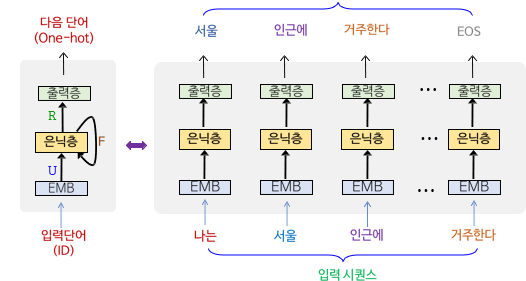 다음 단어
(One-hot)
출력층
R
은닉층
F
U
EMB
입력단어
(ID)
서울 인근에 거주한다 EOS
출력층 출력층 출력층 ... 출력층
은닉층 은닉층 은닉층 ... 은닉층
EMB EMB EMB ... EMB
나는 서울 인근에 거주한다
입력 시퀀스